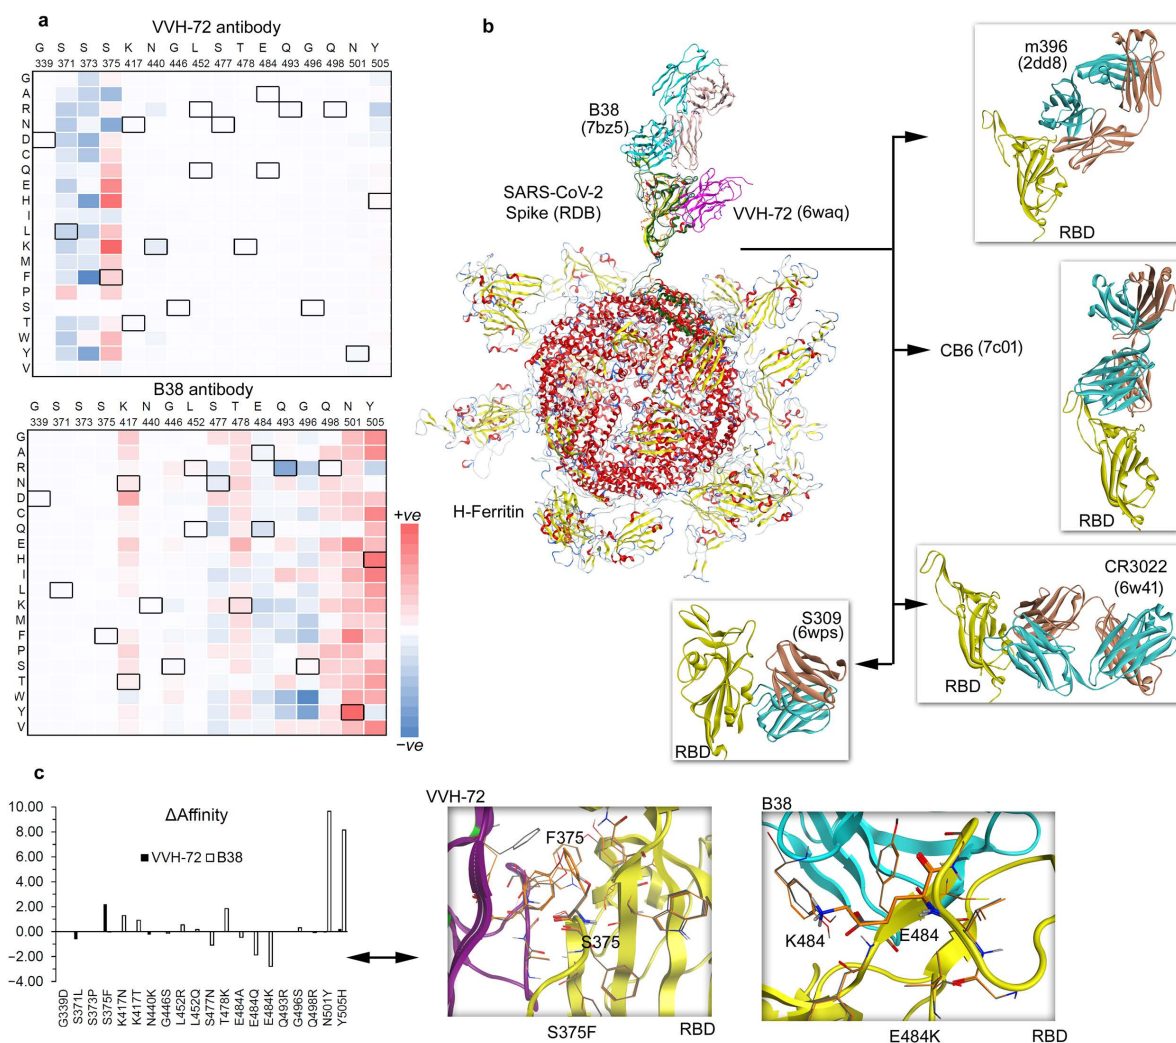 a
VVH-72 antibody
G S S S K N G L S T E Q G Q N Y
339 371 373 375 417 440 446 452 477 478 484 493 496 498 501 505
G
A
R
N
D
C
Q
E
H
I
L
K
M
F
P
S
T
W
Y
V
B38 antibody
G S S S K N G L S T E Q G Q N Y
339 371 373 375 417 440 446 452 477 478 484 493 496 498 501 505
G
A
R
N
D
C
Q
E
H
I
L
K
M
F
P
S
T
W
Y
V
+ve
−ve
b
B38
(7bz5)
SARS-CoV-2
Spike (RDB)
VVH-72 (6waq)
H-Ferritin
m396
(2dd8)
RBD
CB6 (7c01)
RBD
CR3022
(6w41)
RBD
S309
(6wps)
RBD
c
ΔAffinity
VVH-72 B38
10.00
8.00
6.00
4.00
2.00
0.00
−2.00
−4.00
G339D
S371L
S373P
S375F
K417N
K417T
N440K
G446S
L452R
L452Q
S477N
T478K
E484A
E484Q
E484K
Q493R
G496S
Q498R
N501Y
Y505H
VVH-72
F375
S375
S375F RBD
B38
K484 E484
E484K RBD